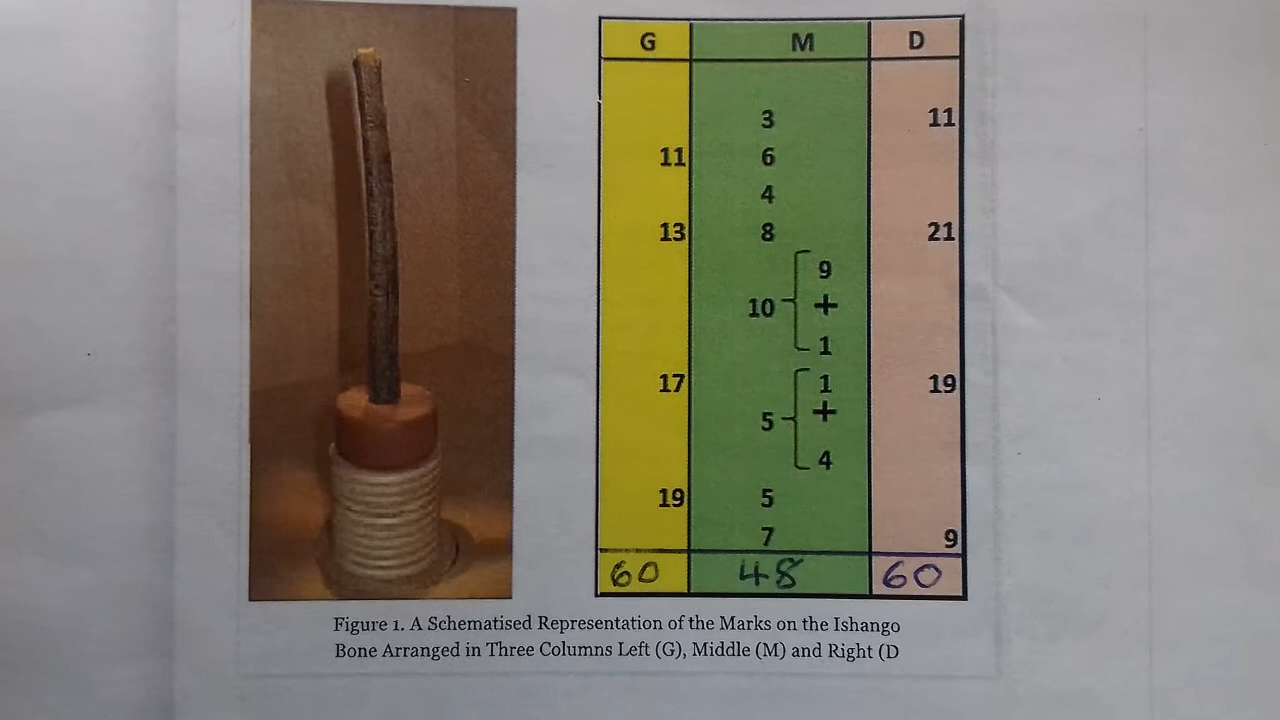 G M D
3 11
11 6
4
13 8 21
9
10 +
1
17 1 19
+
5
4
19 5
7 9
60 48 60
Figure 1. A Schematised Representation of the Marks on the Ishango
Bone Arranged in Three Columns Left (G), Middle (M) and Right (D